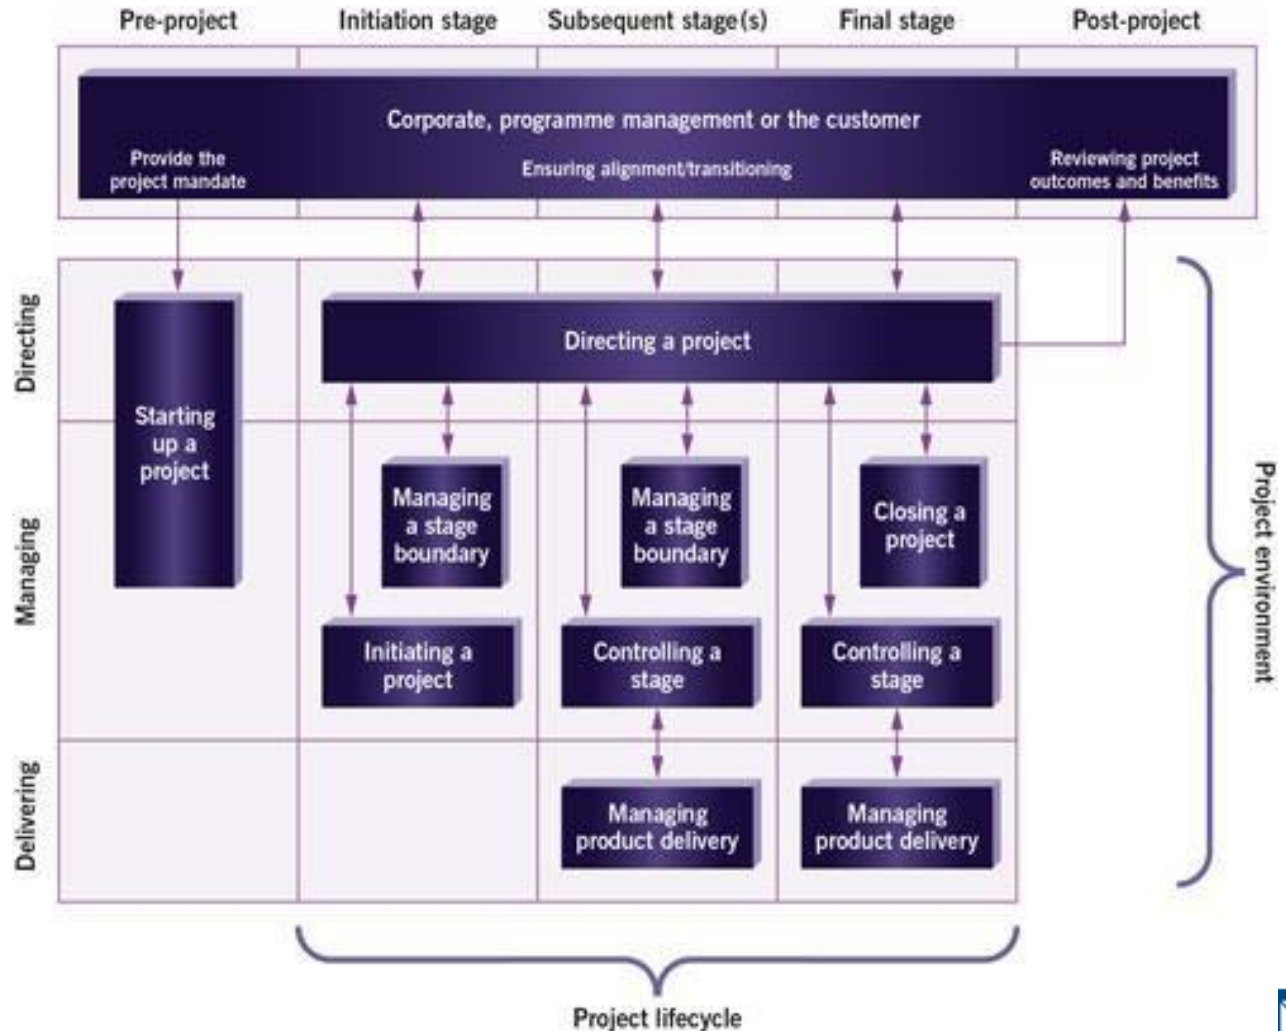 Pre-project
Initiation stage
Subsequent stage(s)
Final stage
Post-project
Corporate, programme management or the customer
Provide the
project mandate
Ensuring alignment/transitioning
Reviewing project
outcomes and benefits
Directing
Directing a project
Starting
up a
project
Managing
Managing
a stage
boundary
Managing
a stage
boundary
Closing a
project
Initiating a
project
Controlling a
stage
Controlling a
stage
Delivering
Managing
product delivery
Managing
product delivery
Project environment
Project lifecycle